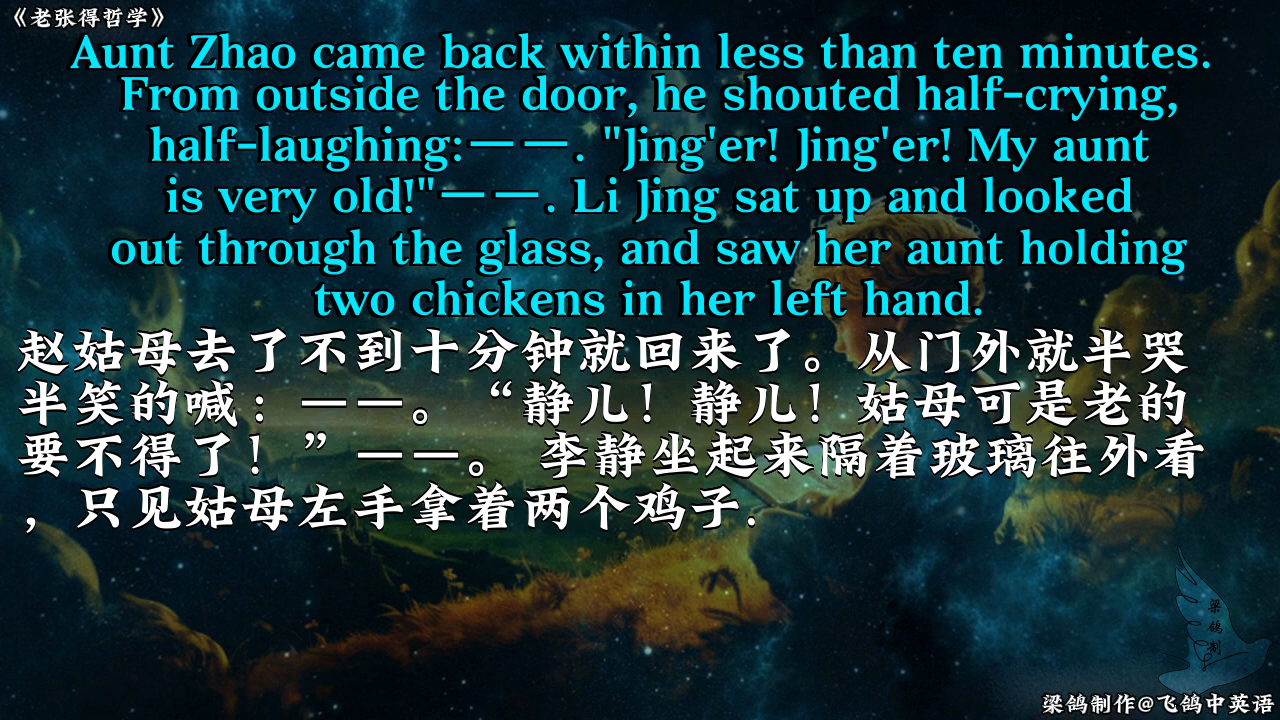 《老张得哲学》
Aunt Zhao came back within less than ten minutes.
From outside the door, he shouted half-crying,
half-laughing:——. "Jing'er! Jing'er! My aunt
is very old!"——. Li Jing sat up and looked
out through the glass, and saw her aunt holding
two chickens in her left hand.
赵姑母去了不到十分钟就回来了。从门外就半哭
半笑的喊：——。“静儿！静儿！姑母可是老的
要不得了！”——。 李静坐起来隔着玻璃往外看
，只见姑母左手拿着两个鸡子.
梁鸽制
梁鸽制作@飞鸽中英语